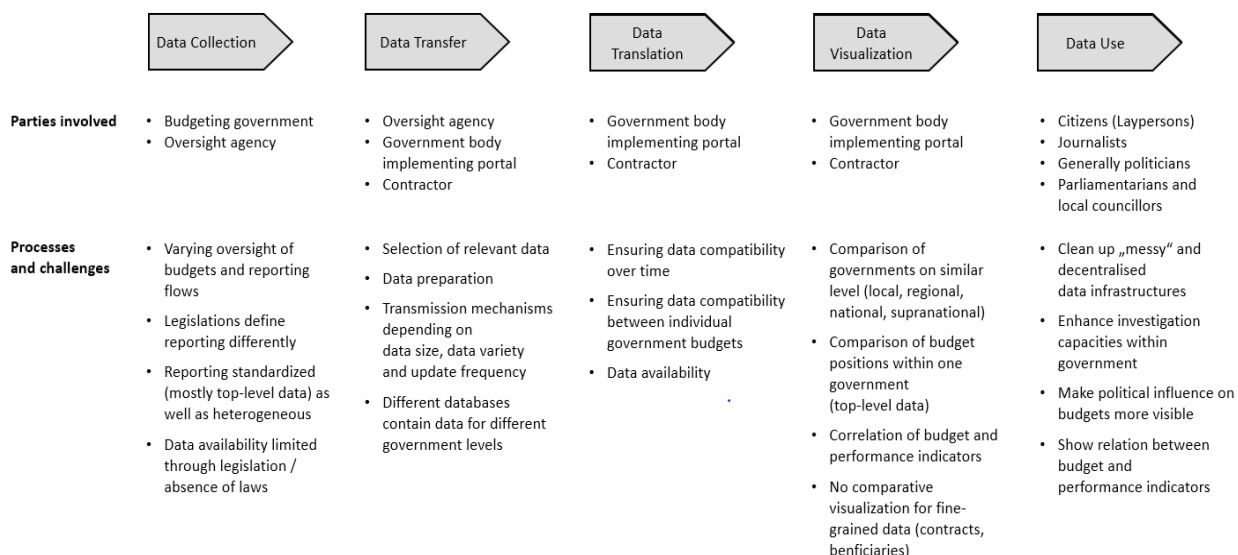 Data Collection
Data Transfer
Data
Translation
Data
Visualization
Data Use
Parties involved
• Budgeting government
• Oversight agency
• Oversight agency
• Government body
implementing portal
• Contractor
• Government body
implementing portal
• Contractor
• Government body
implementing portal
• Contractor
• Citizens (Laypersons)
• Journalists
• Generally politicians
• Parliamentarians and
local councillors
Processes
and challenges
• Varying oversight of
budgets and reporting
flows
• Legislations define
reporting differently
• Reporting standardized
(mostly top-level data) as
well as heterogeneous
• Data availability limited
through legislation /
absence of laws
• Selection of relevant data
• Data preparation
• Transmission mechanisms
depending on
data size, data variety
and update frequency
• Different databases
contain data for different
government levels
• Ensuring data compatibility
over time
• Ensuring data compatibility
between individual
government budgets
• Data availability
• Comparison of
governments on similar
level (local, regional,
national, supranational)
• Comparison of budget
positions within one
government
(top-level data)
• Correlation of budget and
performance indicators
• No comparative
visualization for fine-
grained data (contracts,
benficiaries)
• Clean up „messy“ and
decentralised
data infrastructures
• Enhance investigation
capacities within
government
• Make political influence on
budgets more visible
• Show relation between
budget and
performance indicators